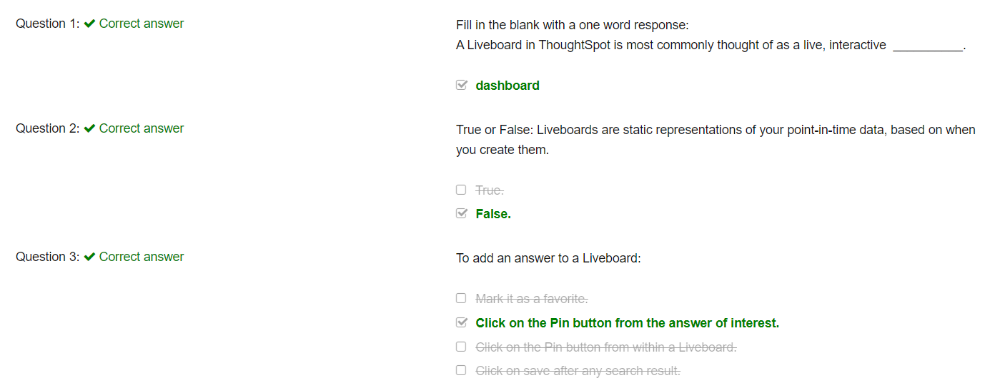 Question 1: ✔ Correct answer
Fill in the blank with a one word response:
A Liveboard in ThoughtSpot is most commonly thought of as a live, interactive __________.
dashboard
Question 2: ✔ Correct answer
True or False: Liveboards are static representations of your point-in-time data, based on when
you create them.
True.
False.
Question 3: ✔ Correct answer
To add an answer to a Liveboard:
Mark it as a favorite.
Click on the Pin button from the answer of interest.
Click on the Pin button from within a Liveboard.
Click on save after any search result.